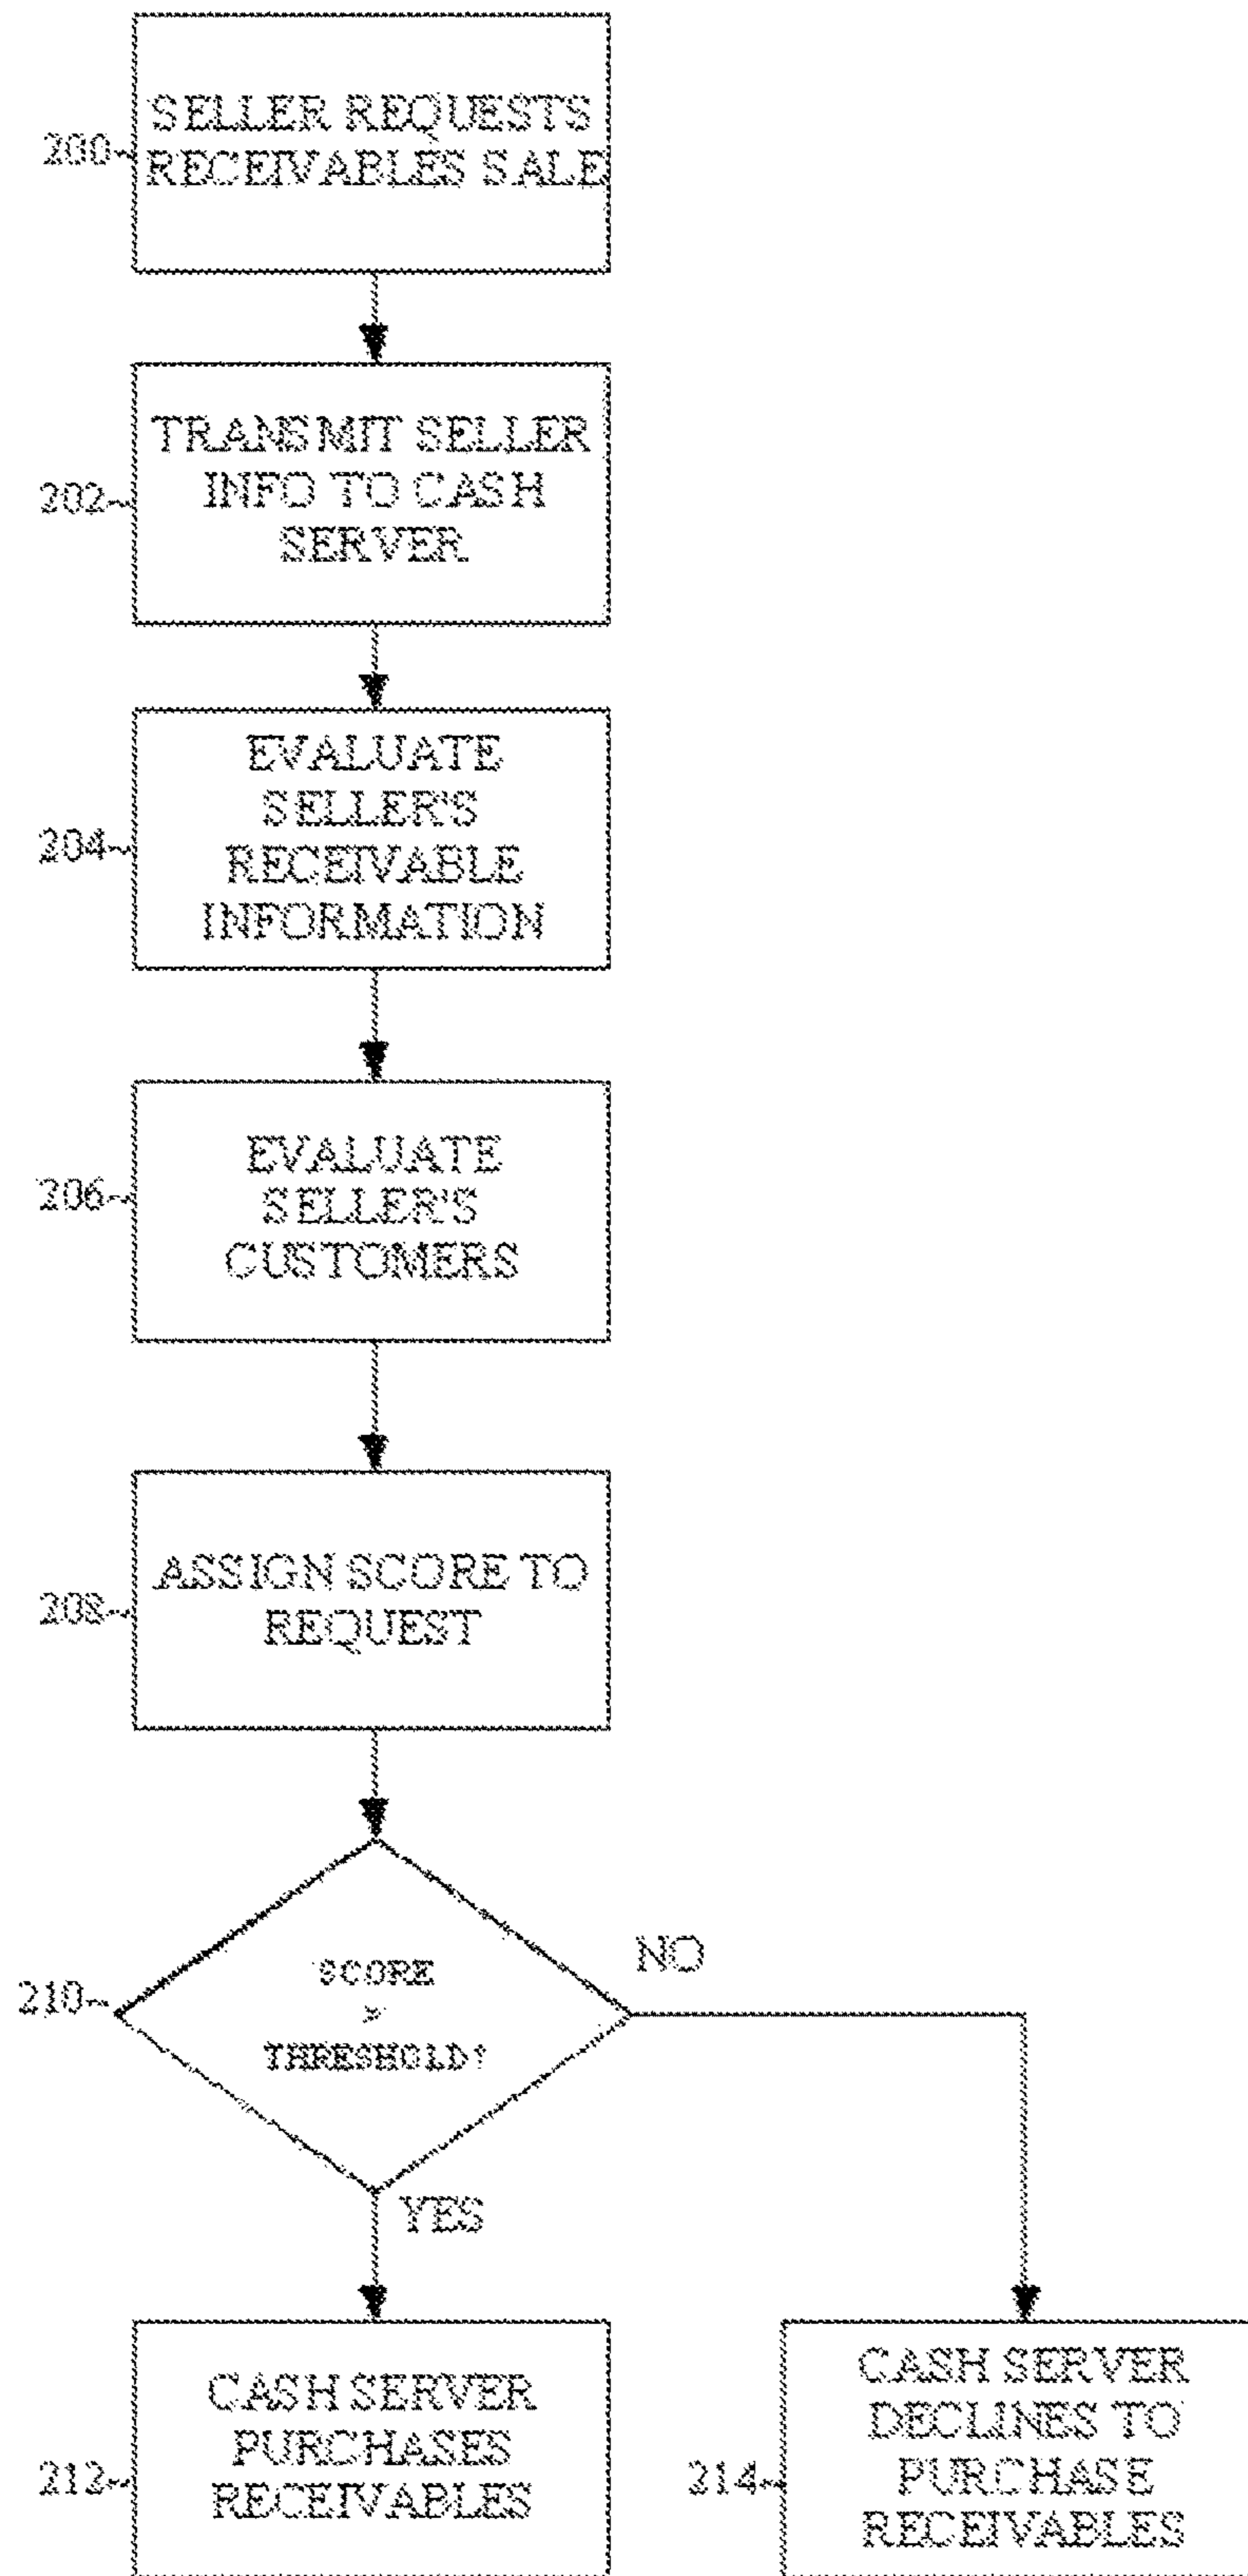 200
SELLER REQUESTS
RECEIVABLES SALE
202
TRANSMIT SELLER
INFO TO CASH
SERVER
204
EVALUATE
SELLER'S
RECEIVABLE
INFORMATION
206
EVALUATE
SELLER'S
CUSTOMERS
208
ASSIGN SCORE TO
REQUEST
210
SCORE
>
THRESHOLD?
NO
YES
212
CASH SERVER
PURCHASES
RECEIVABLES
214
CASH SERVER
DECLINES TO
PURCHASE
RECEIVABLES